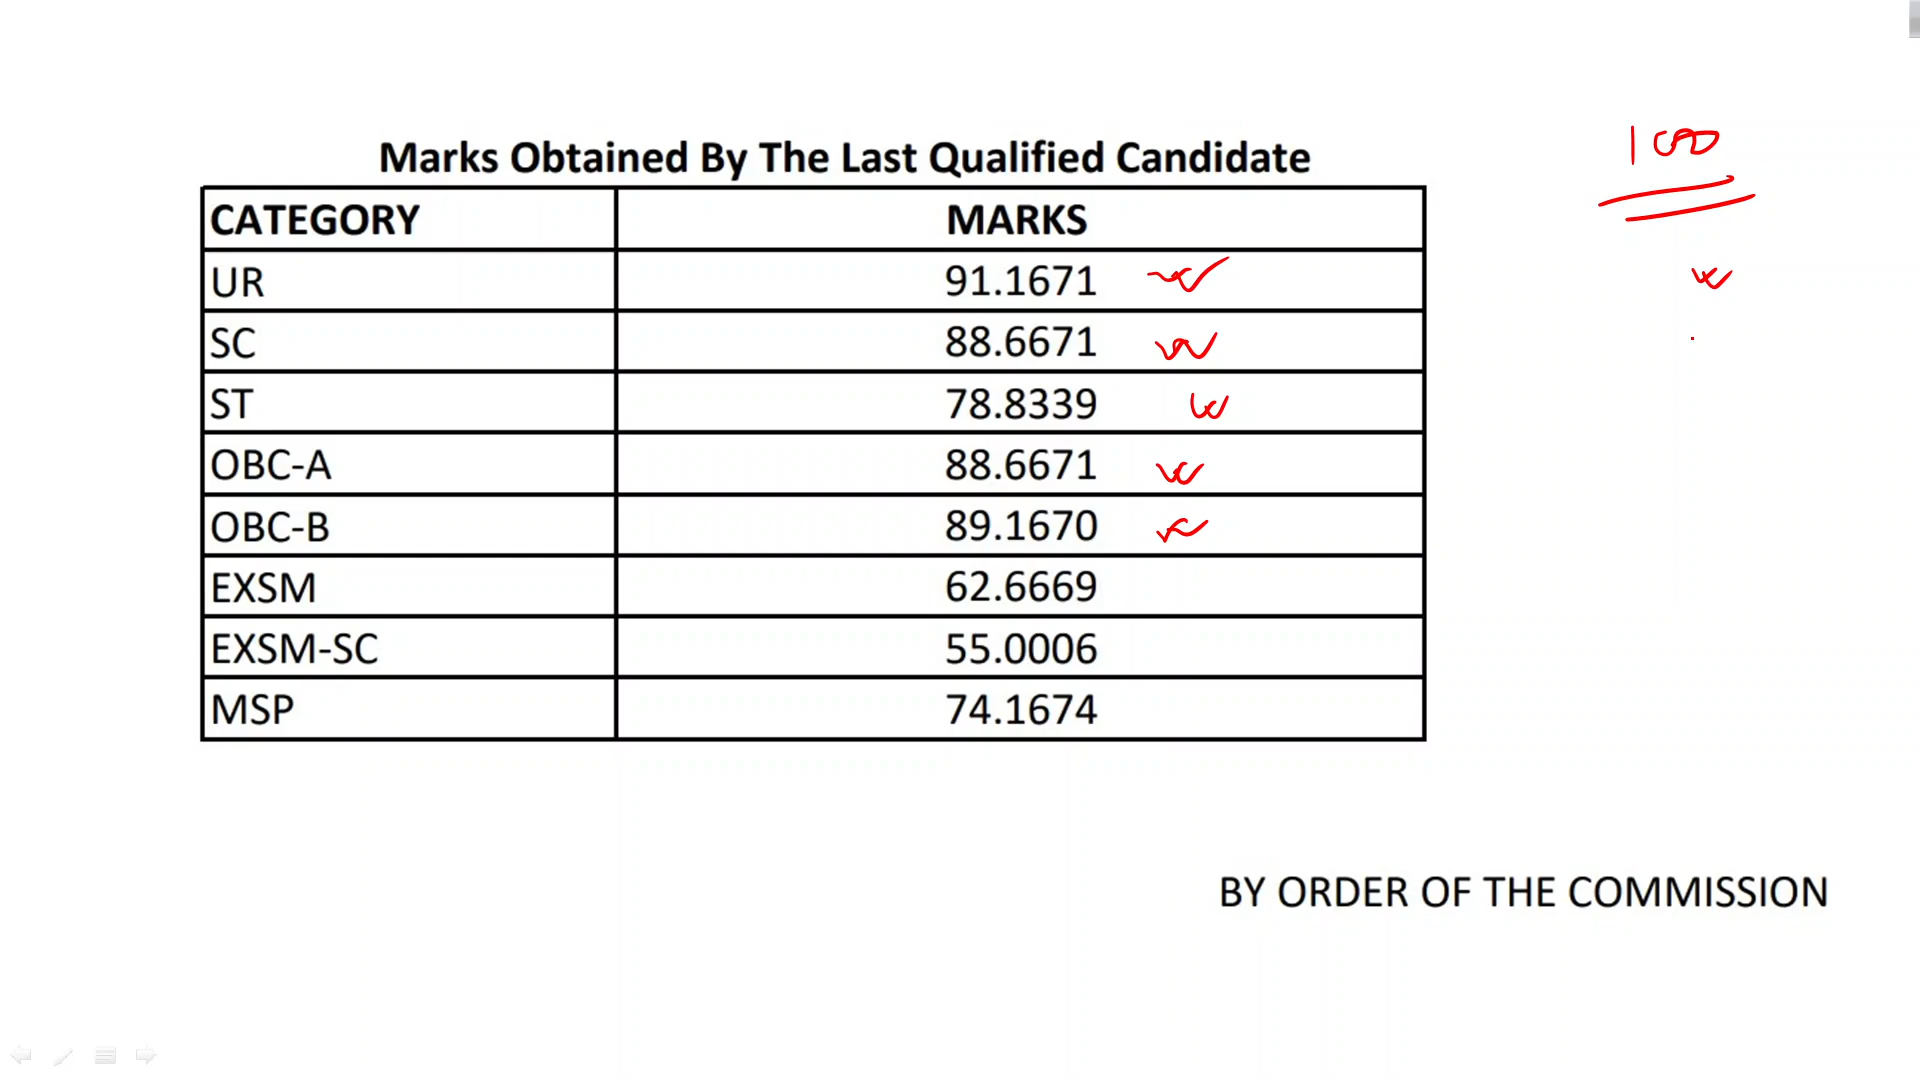 100
Marks Obtained By The Last Qualified Candidate
CATEGORY MARKS
UR 91.1671
SC 88.6671
ST 78.8339
OBC-A 88.6671
OBC-B 89.1670
EXSM 62.6669
EXSM-SC 55.0006
MSP 74.1674
BY ORDER OF THE COMMISSION